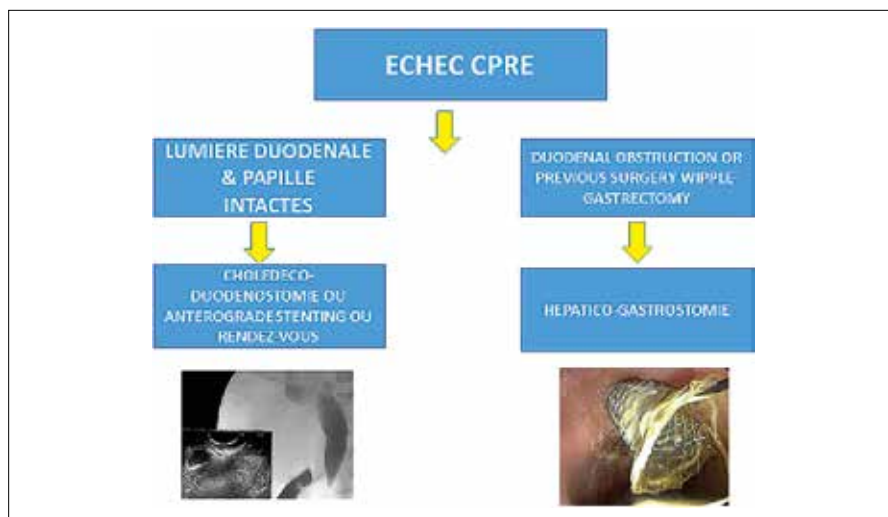 ECHEC CPRE
LUMIERE DUODENALE
& PAPILLE
INTACTES
DUODENAL OBSTRUCTION OR
PREVIOUS SURGERY WIPPLE
GASTRECTOMY
CHOLEDECO-
DUODENOSTOMIE OU
ANTEROGRADESTENTING OU
RENDEZ-VOUS
HEPATICO-GASTROSTOMIE